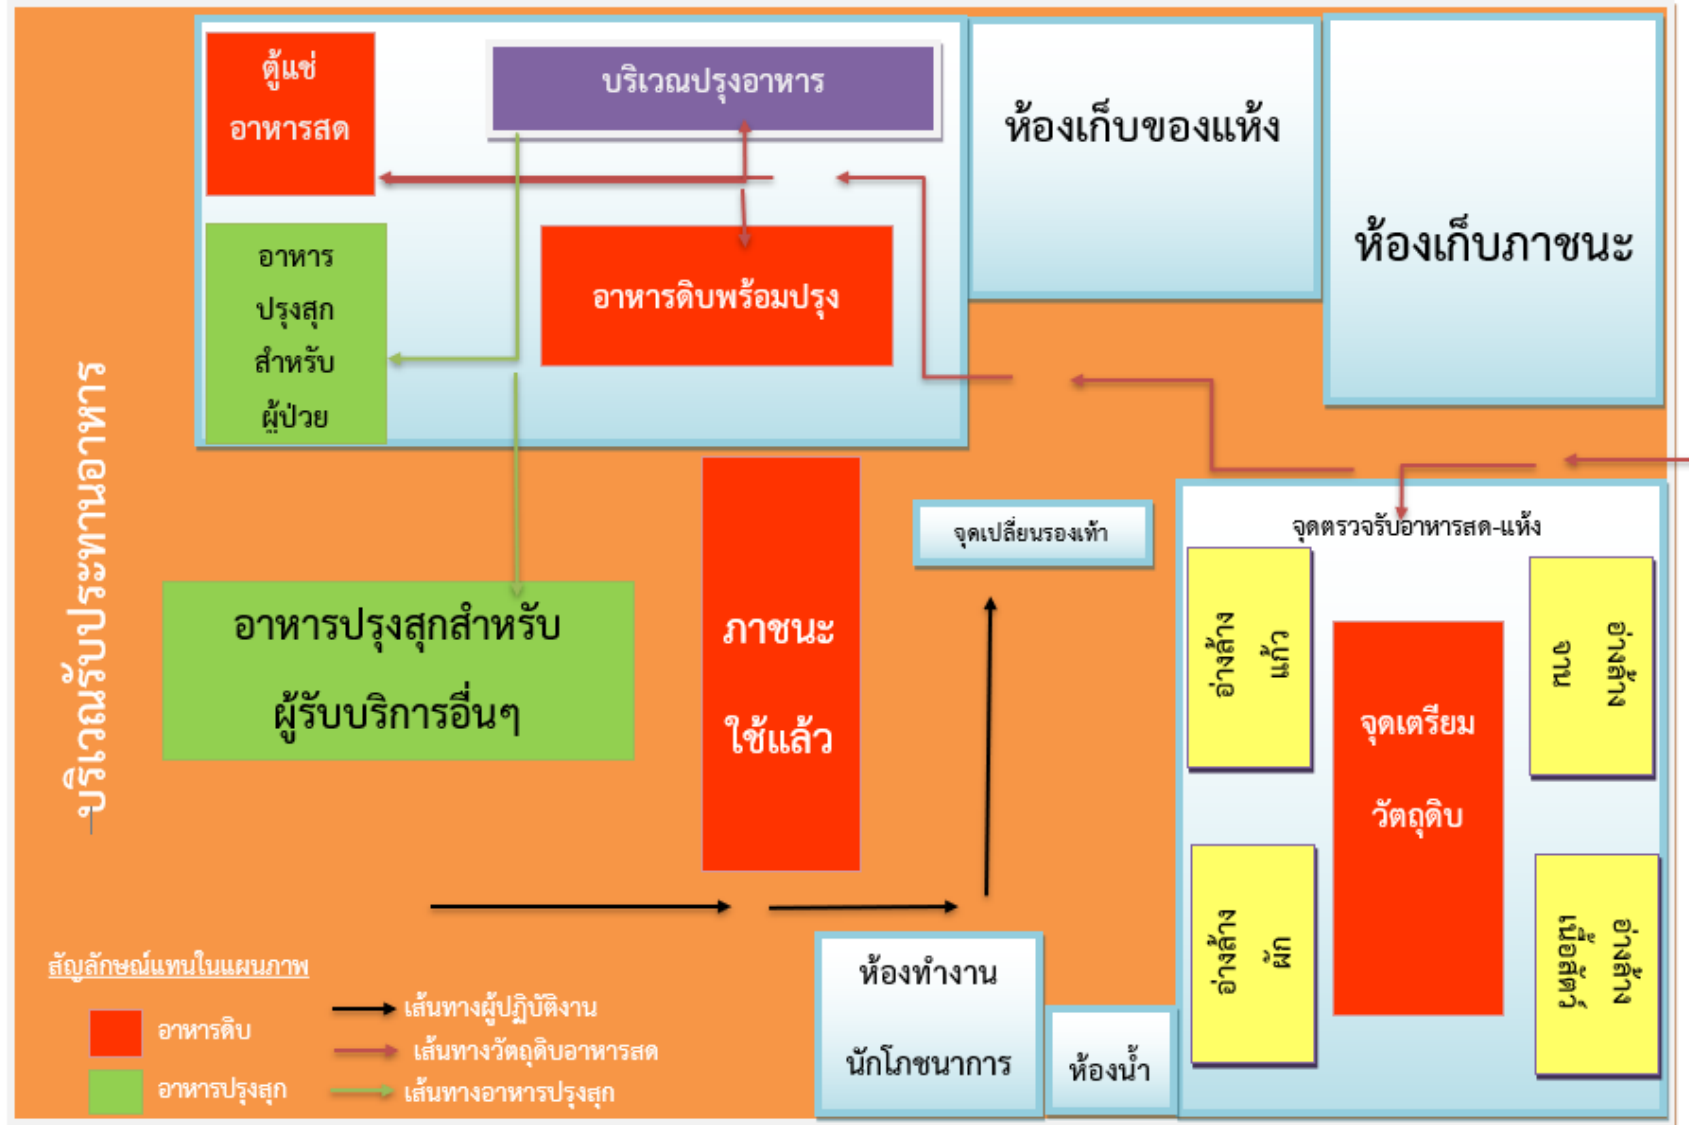 ตู้แช่
อาหารสด
บริเวณปรุงอาหาร
ห้องเก็บของแห้ง
ห้องเก็บภาชนะ
อาหาร
ปรุงสุก
สำหรับ
ผู้ป่วย
อาหารดิบพร้อมปรุง
บริเวณรับประทานอาหาร
จุดเปลี่ยนรองเท้า
จุดตรวจรับอาหารสด-แห้ง
อาหารปรุงสุกสำหรับ
ผู้รับบริการอื่นๆ
ภาชนะ
ใช้แล้ว
อ่างล้าง
แก้ว
อ่างล้าง
จาน
จุดเตรียม
วัตถุดิบ
อ่างล้าง
ผัก
อ่างล้าง
เนื้อสัตว์
ห้องทำงาน
นักโภชนาการ
ห้องน้ำ
สัญลักษณ์แทนในแผนภาพ
อาหารดิบ
อาหารปรุงสุก
เส้นทางผู้ปฏิบัติงาน
เส้นทางวัตถุดิบอาหารสด
เส้นทางอาหารปรุงสุก